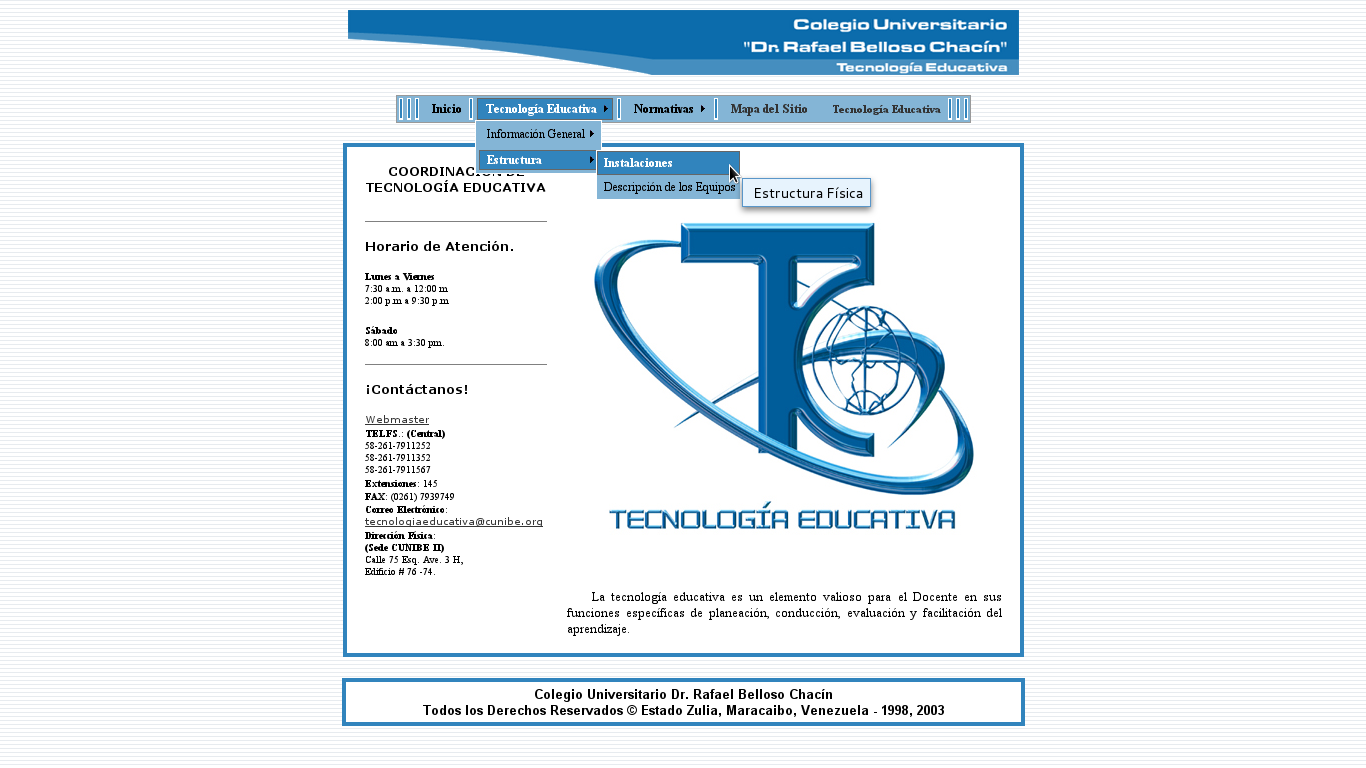 Colegio Universitario
"Dr. Rafael Belloso Chacín"
Tecnología Educativa
Inicio
Tecnología Educativa
Normativas
Mapa del Sitio
Tecnología Educativa
Información General
Estructura
Instalaciones
Descripción de los Equipos
Estructura Física
COORDINACIÓN DE
TECNOLOGÍA EDUCATIVA
Horario de Atención.
Lunes a Viernes
7:30 a.m. a 12:00 m
2:00 p.m a 9:30 p.m
Sábado
8:00 am a 3:30 pm.
¡Contáctanos!
Webmaster
TELFS.: (Central)
58-261-7911252
58-261-7911352
58-261-7911567
Extensiones: 145
FAX: (0261) 7939749
Correo Electrónico:
tecnologiaeducativa@cunibe.org
Dirección Física:
(Sede CUNIBE II)
Calle 75 Esq. Ave. 3 H,
Edificio # 76 -74.
TECNOLOGÍA EDUCATIVA
La tecnología educativa es un elemento valioso para el Docente en sus
funciones específicas de planeación, conducción, evaluación y facilitación del
aprendizaje.
Colegio Universitario Dr. Rafael Belloso Chacín
Todos los Derechos Reservados © Estado Zulia, Maracaibo, Venezuela - 1998, 2003